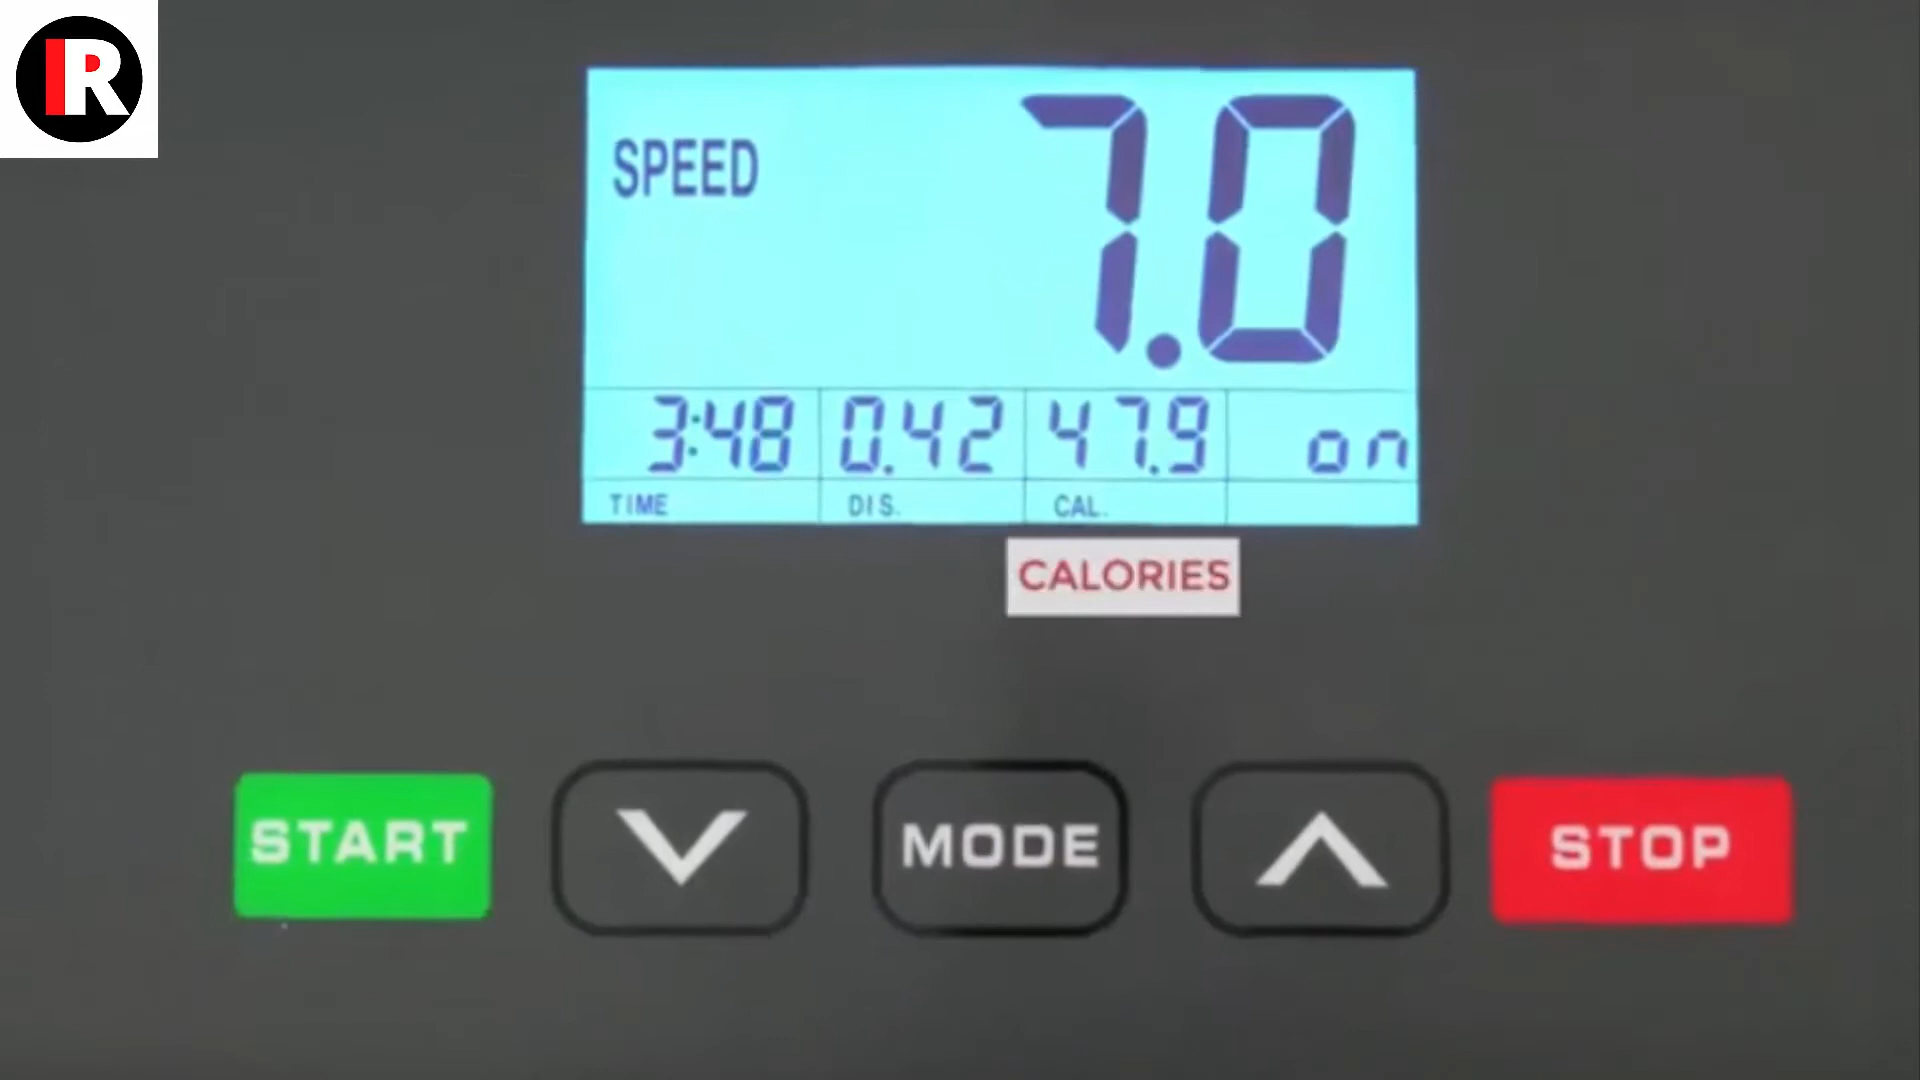 R
SPEED
7.0
3:48 0.42 47.9 on
TIME DIS. CAL.
CALORIES
START MODE STOP